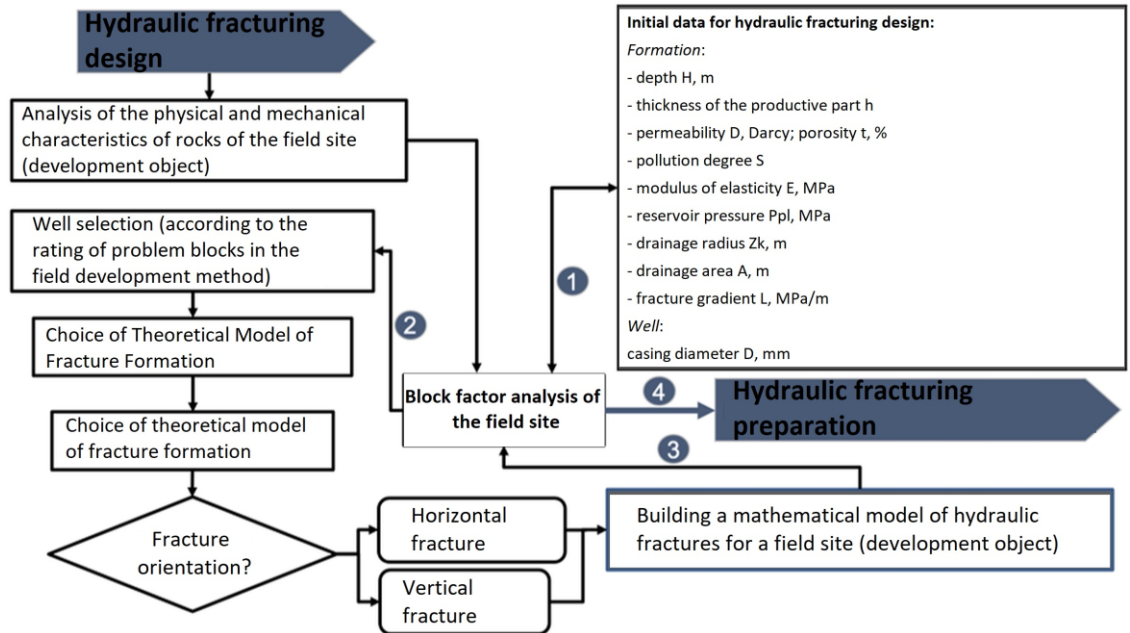 Hydraulic fracturing
design
Analysis of the physical and mechanical
characteristics of rocks of the field site
(development object)
Well selection (according to the
rating of problem blocks in the
field development method)
Choice of Theoretical Model of
Fracture Formation
Choice of theoretical model
of fracture formation
Fracture
orientation?
Horizontal
fracture
Vertical
fracture
Building a mathematical model of hydraulic
fractures for a field site (development object)
Block factor analysis of
the field site
1
2
3
4
Hydraulic fracturing
preparation
Initial data for hydraulic fracturing design:
Formation:
- depth H, m
- thickness of the productive part h
- permeability D, Darcy; porosity t, %
- pollution degree S
- modulus of elasticity E, MPa
- reservoir pressure Ppl, MPa
- drainage radius Zk, m
- drainage area A, m
- fracture gradient L, MPa/m
Well:
casing diameter D, mm